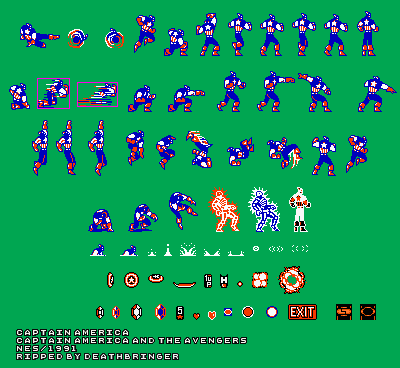 EXIT
CAPTAIN AMERICA
CAPTAIN AMERICA AND THE AVENGERS
NES/1991
RIPPED BY DEATHBRINGER